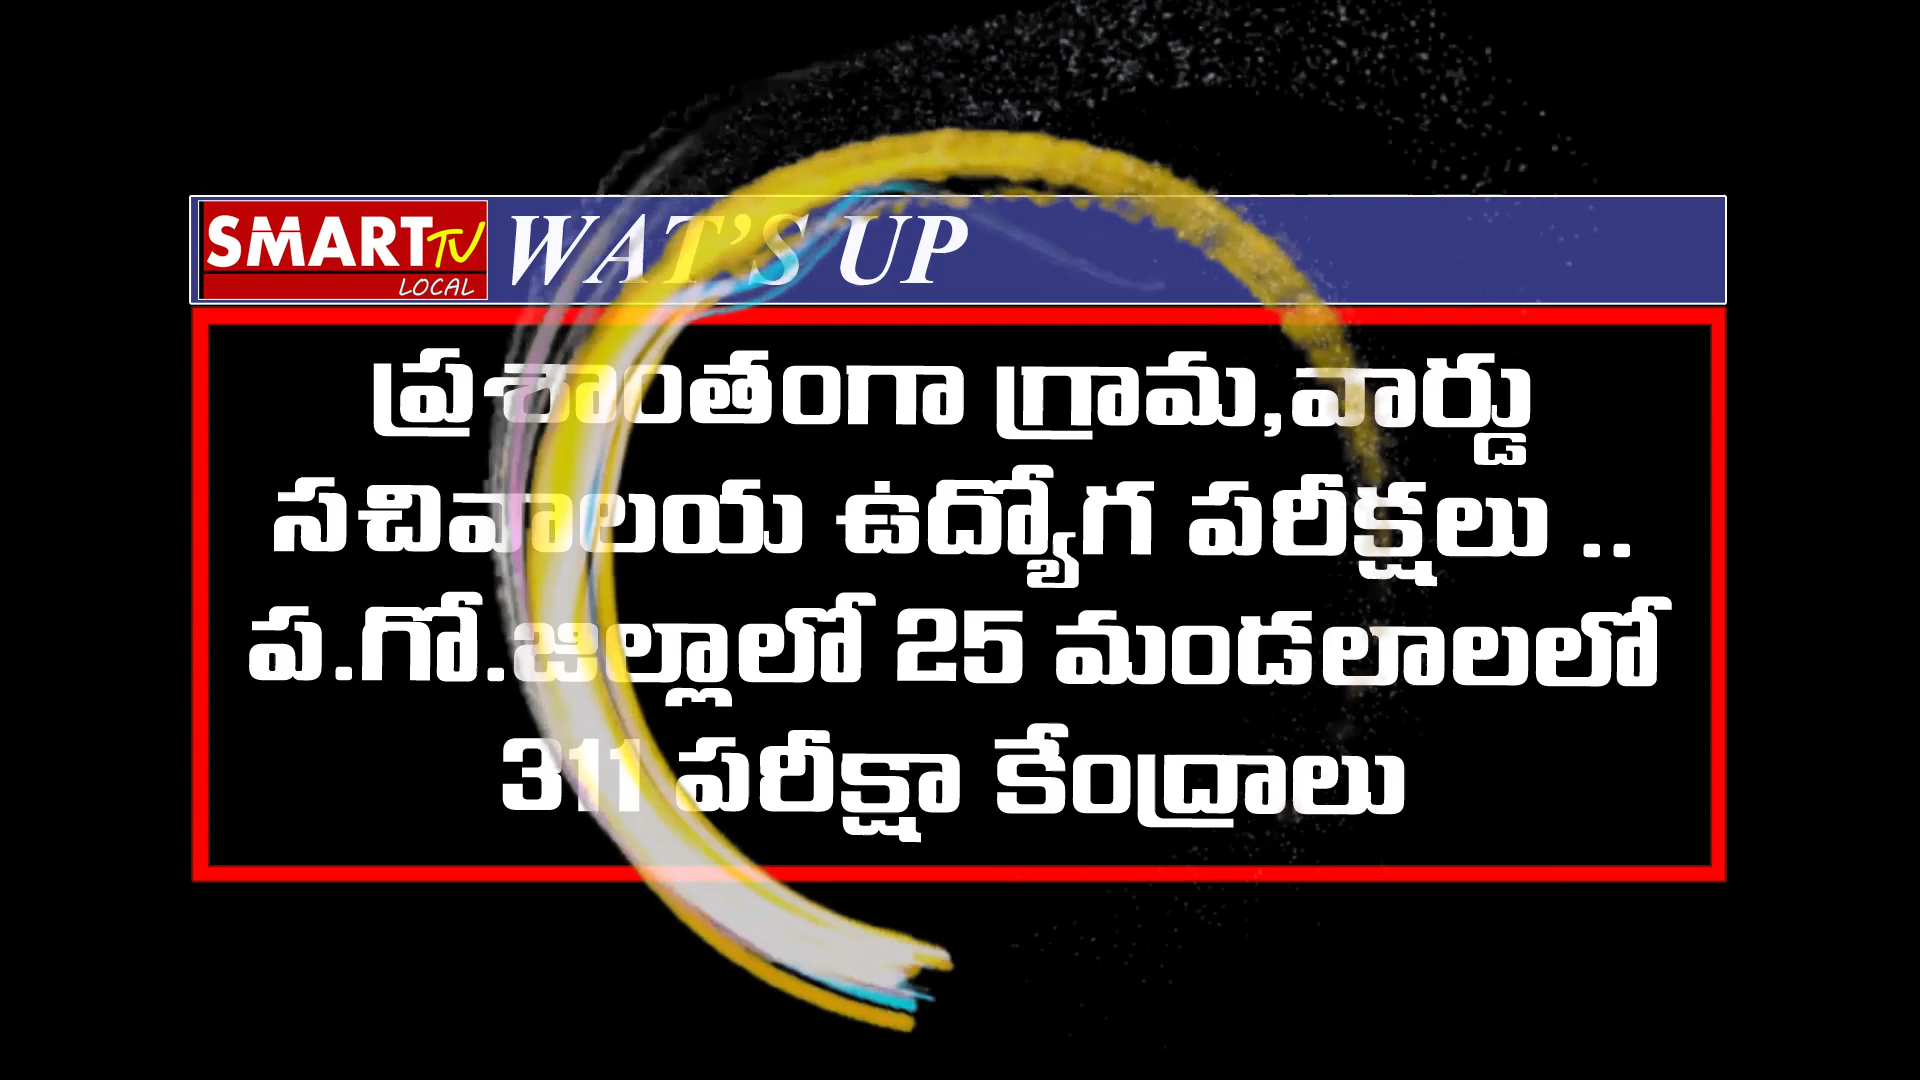 SMART TV
LOCAL
WAT'S UP
ప్రశాంతంగా గ్రామ,వార్డు
సచివాలయ ఉద్యోగ పరీక్షలు ..
ప.గో.జిల్లాలో 25 మండలాలలో
311 పరీక్షా కేంద్రాలు